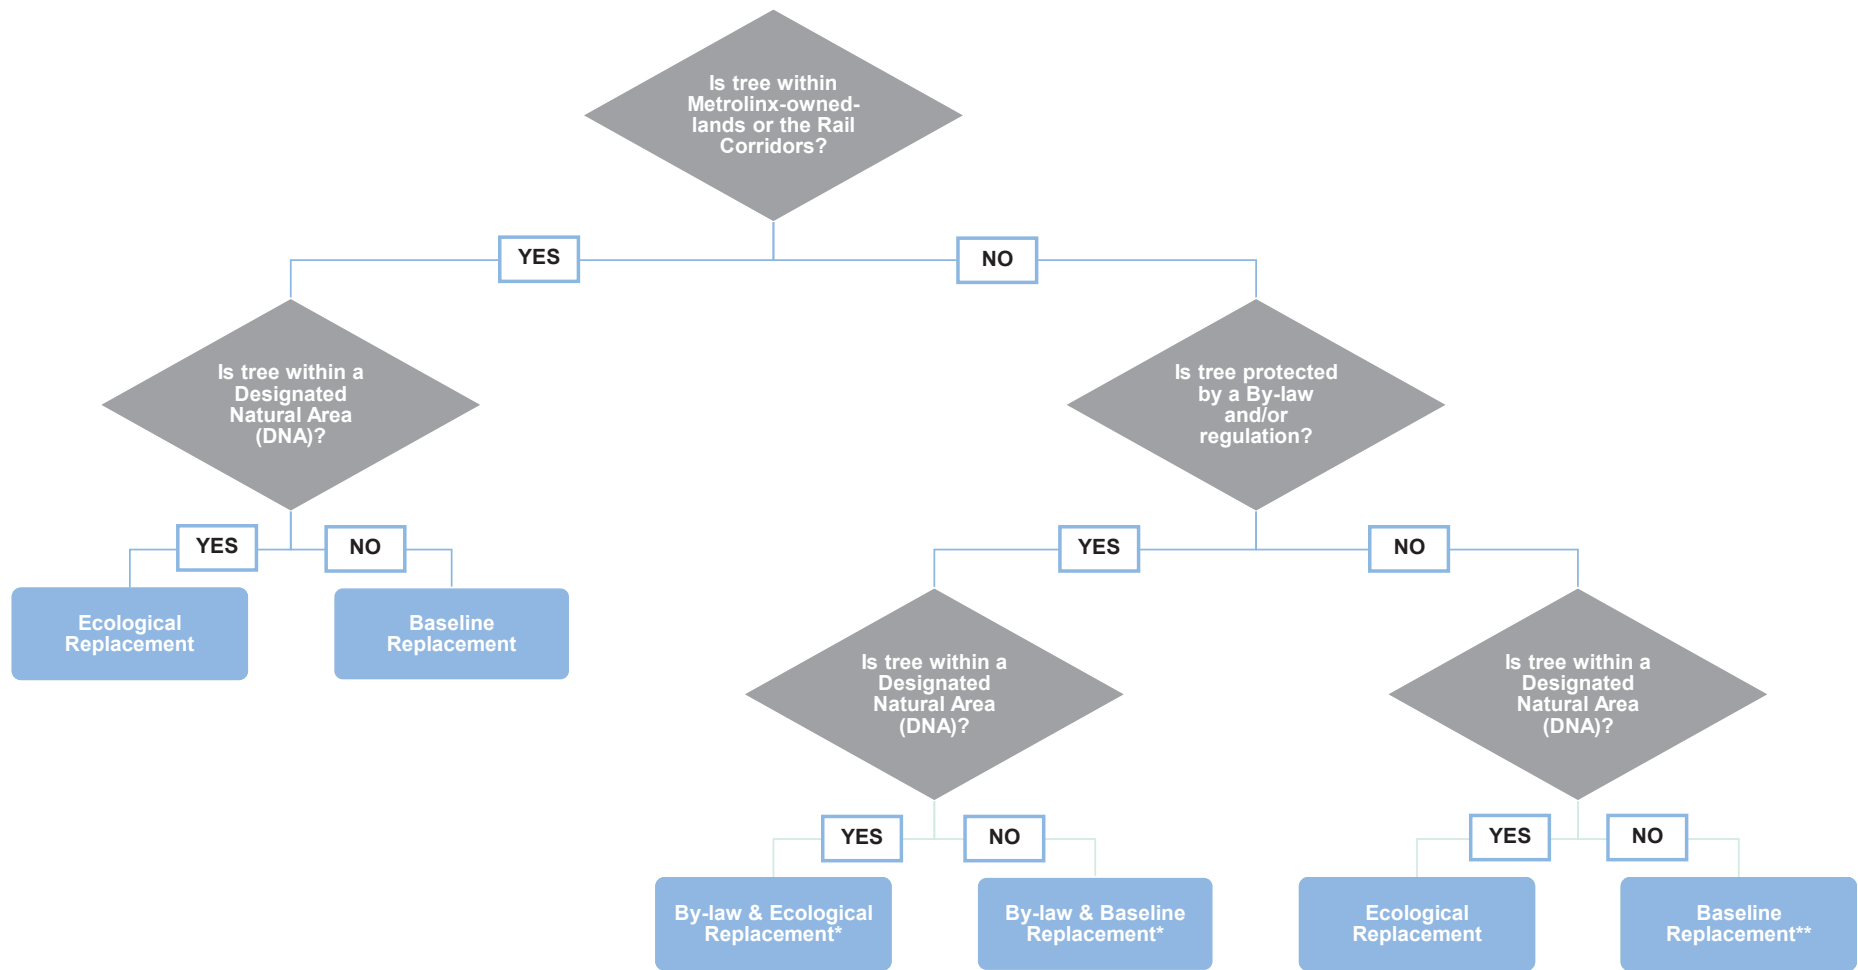 Is tree within
Metrolinx-owned-
lands or the Rail
Corridors?
YES
NO
Is tree within a
Designated
Natural Area
(DNA)?
Is tree protected
by a By-law
and/or
regulation?
YES
NO
YES
NO
Ecological
Replacement
Baseline
Replacement
Is tree within a
Designated
Natural Area
(DNA)?
Is tree within a
Designated
Natural Area
(DNA)?
YES
NO
YES
NO
By-law & Ecological
Replacement*
By-law & Baseline
Replacement*
Ecological
Replacement
Baseline
Replacement**